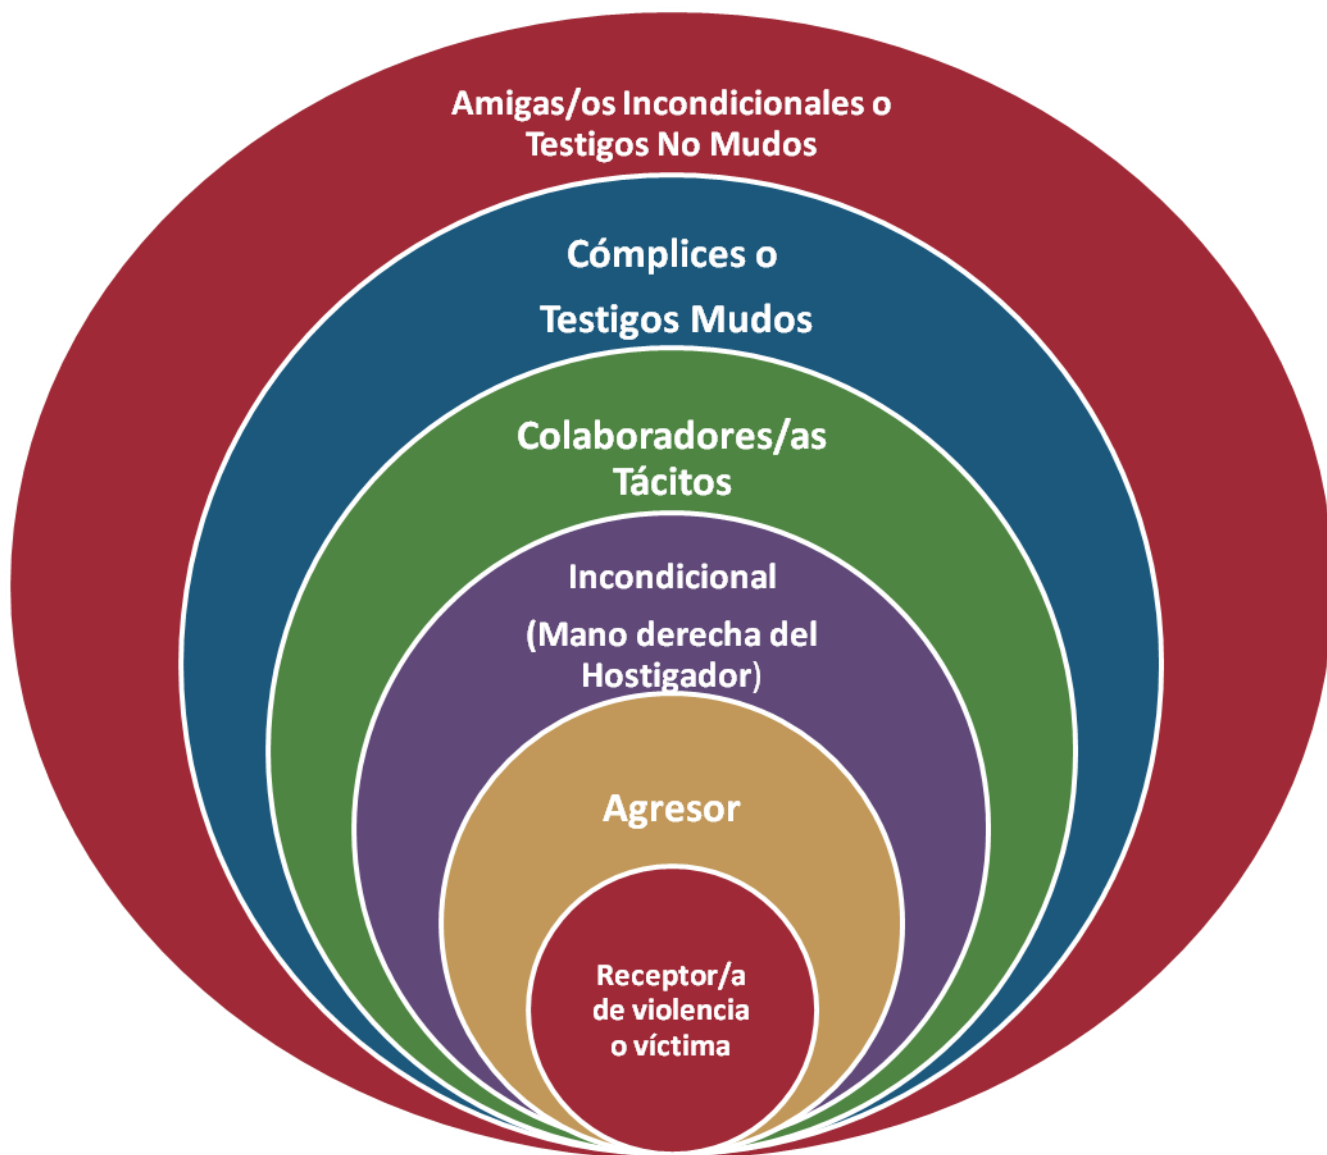 Amigas/os Incondicionales o
Testigos No Mudos
Cómplices o
Testigos Mudos
Colaboradores/as
Tácitos
Incondicional
(Mano derecha del
Hostigador)
Agresor
Receptor/a
de violencia
o víctima